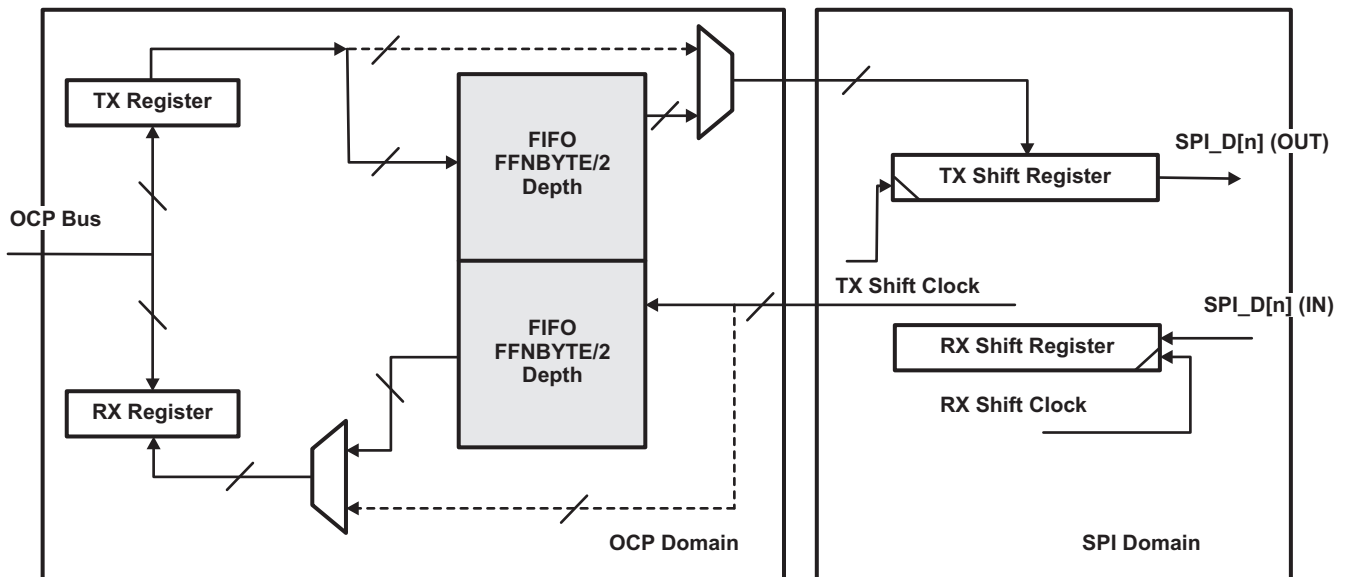 TX Register
FIFO
FFNBYTE/2
Depth
SPI_D[n] (OUT)
TX Shift Register
OCP Bus
TX Shift Clock
SPI_D[n] (IN)
FIFO
FFNBYTE/2
Depth
RX Shift Register
RX Register
RX Shift Clock
OCP Domain
SPI Domain